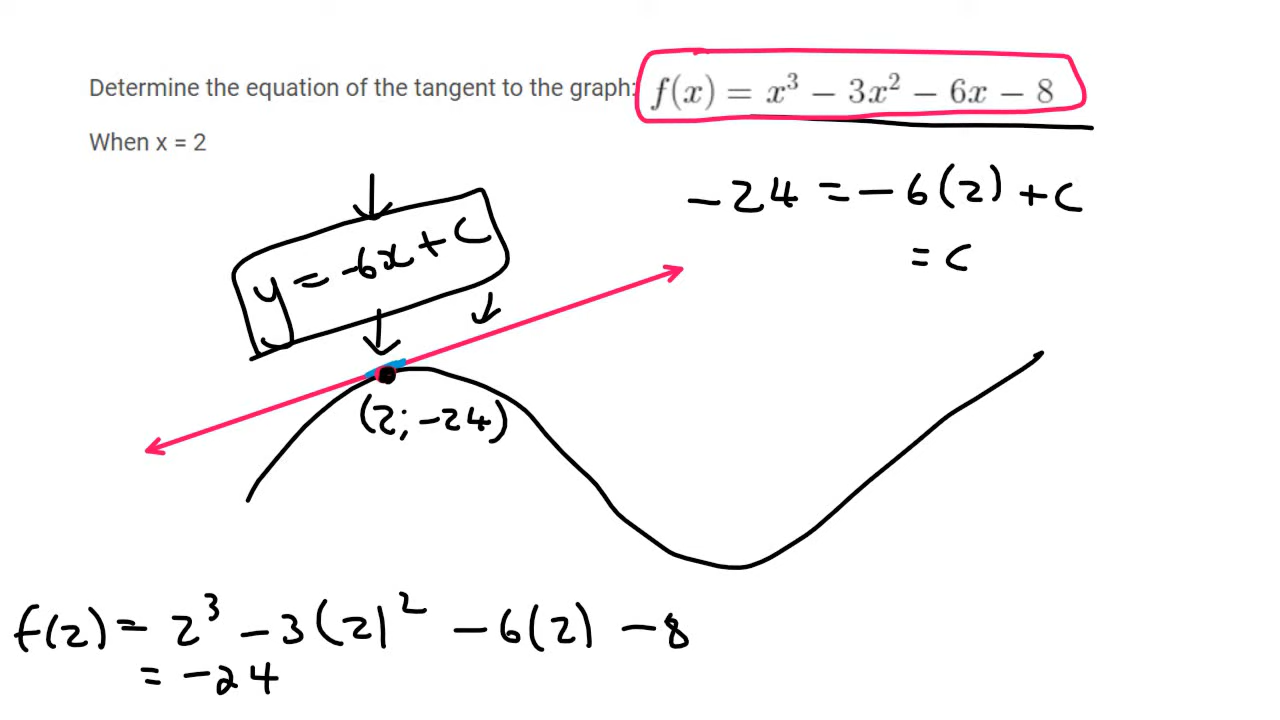 Determine the equation of the tangent to the graph: f(x) = x³ − 3x² − 6x − 8
When x = 2
-24 = -6(2) + c
= c
y = -6x + c
(2; -24)
f(2) = 2³ - 3(2)² - 6(2) - 8
= -24